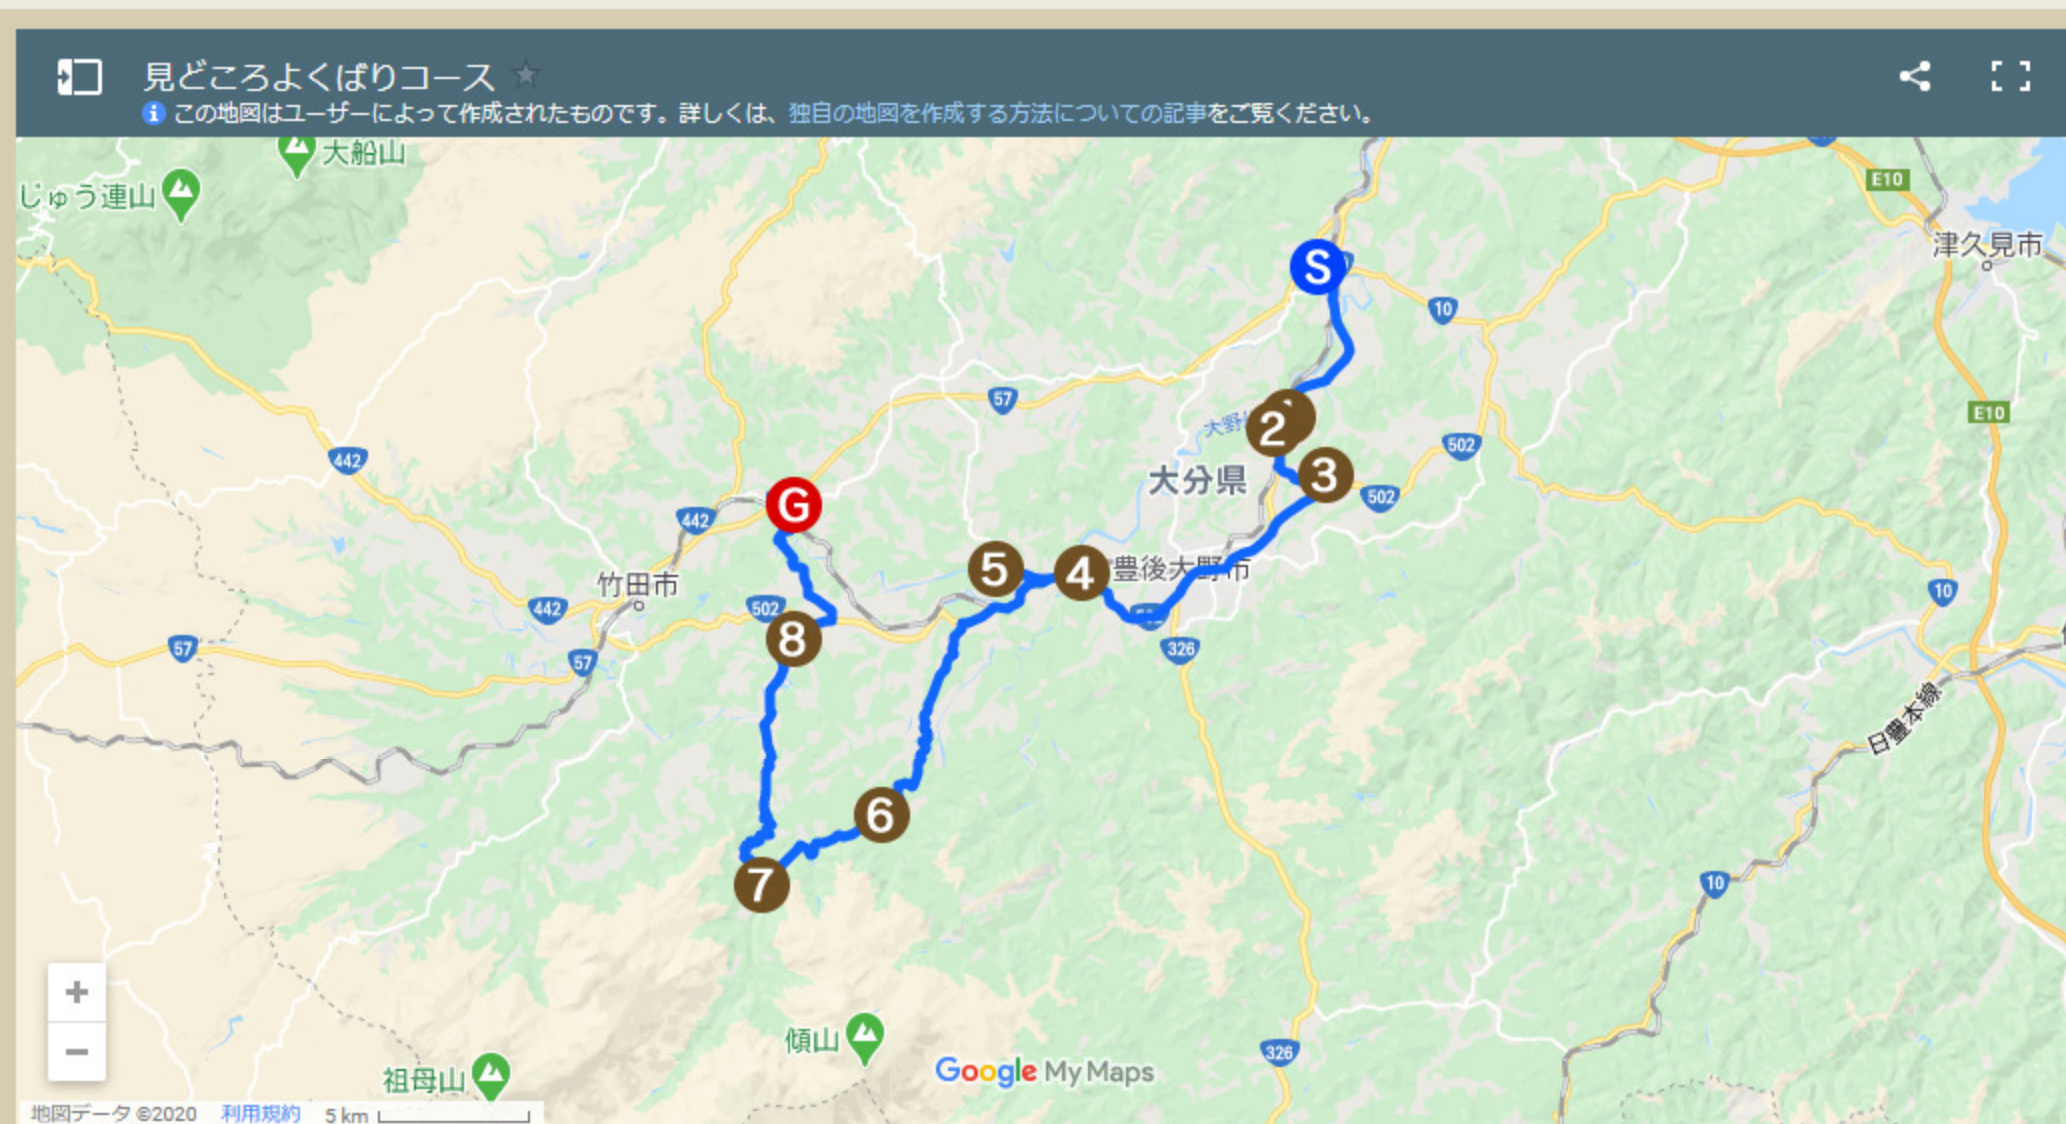 見どころよくばりコース
この地図はユーザーによって作成されたものです。詳しくは、独自の地図を作成する方法についての記事をご覧ください。
大船山
じゅう連山
E10
津久見市
S
10
57
E10
442
大野
2
502
3
502
大分県
G
442
竹田市
5
4
豊後大野市
442
502
10
8
57
57
326
日豊本線
6
7
10
傾山
祖母山
326
Google My Maps
+
−
地図データ ©2020 利用規約 5 km